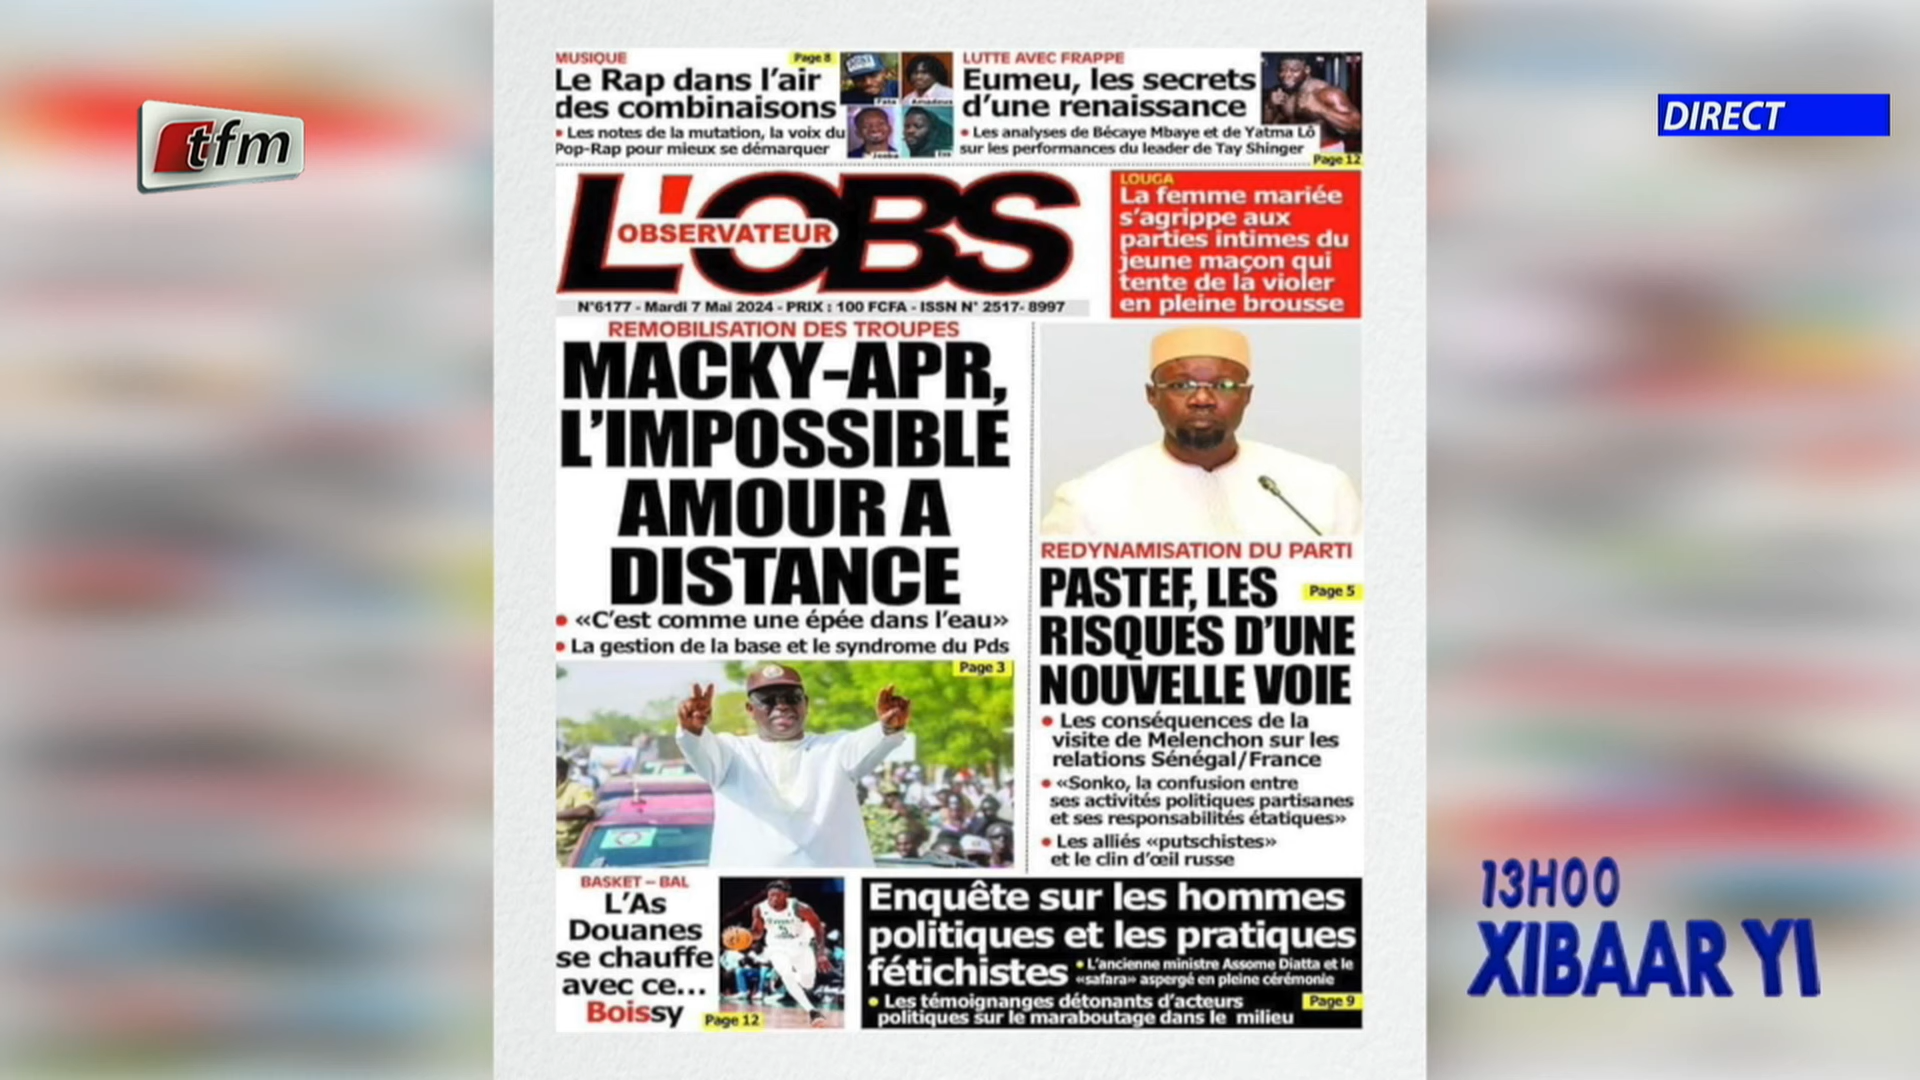 tfm
DIRECT
MUSIQUE
Page 8
Le Rap dans l'air
des combinaisons
• Les notes de la mutation, la voix du
Pop-Rap pour mieux se démarquer
LUTTE AVEC FRAPPE
Eumeu, les secrets
d'une renaissance
• Les analyses de Bécaye Mbaye et de Yatma Lô
sur les performances du leader de Tay Shinger
Page 12
L'OBS
OBSERVATEUR
N°6177 - Mardi 7 Mai 2024 - PRIX : 100 FCFA - ISSN N° 2517- 8997
LOUGA
La femme mariée
s'agrippe aux
parties intimes du
jeune maçon qui
tente de la violer
en pleine brousse
REMOBILISATION DES TROUPES
MACKY-APR,
L'IMPOSSIBLE
AMOUR A
DISTANCE
• «C'est comme une épée dans l'eau»
• La gestion de la base et le syndrome du Pds
Page 3
REDYNAMISATION DU PARTI
PASTEF, LES
Page 5
RISQUES D'UNE
NOUVELLE VOIE
• Les conséquences de la
visite de Melenchon sur les
relations Sénégal/France
• «Sonko, la confusion entre
ses activités politiques partisanes
et ses responsabilités étatiques»
• Les alliés «putschistes»
et le clin d'œil russe
BASKET – BAL
L'As
Douanes
se chauffe
avec ce...
Boissy
Page 12
Enquête sur les hommes
politiques et les pratiques
fétichistes
• L'ancienne ministre Assome Diatta et le
«safara» aspergé en pleine cérémonie
• Les témoignanges détonants d'acteurs
politiques sur le maraboutage dans le milieu
Page 9
13H00
XIBAAR YI